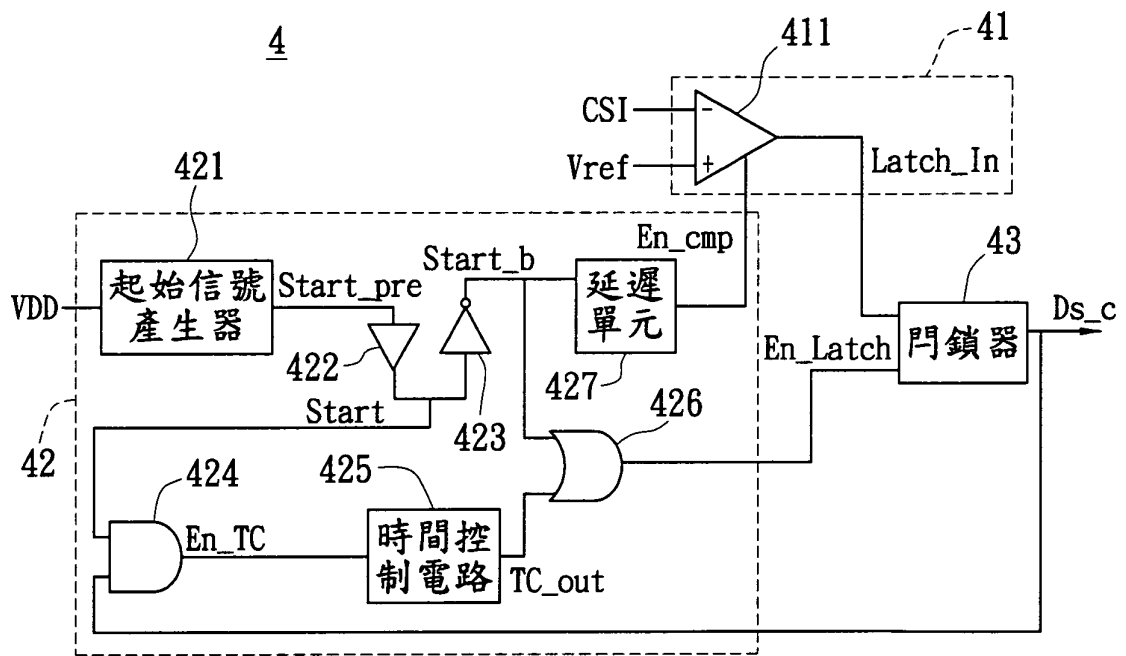 4
411
41
CSI
-
Vref
+
Latch_In
421
起始信號
產生器
VDD
Start_pre
422
Start_b
423
Start
En_cmp
延遲
單元
427
43
閂鎖器
Ds_c
En_Latch
426
42
424
En_TC
425
時間控
制電路
TC_out